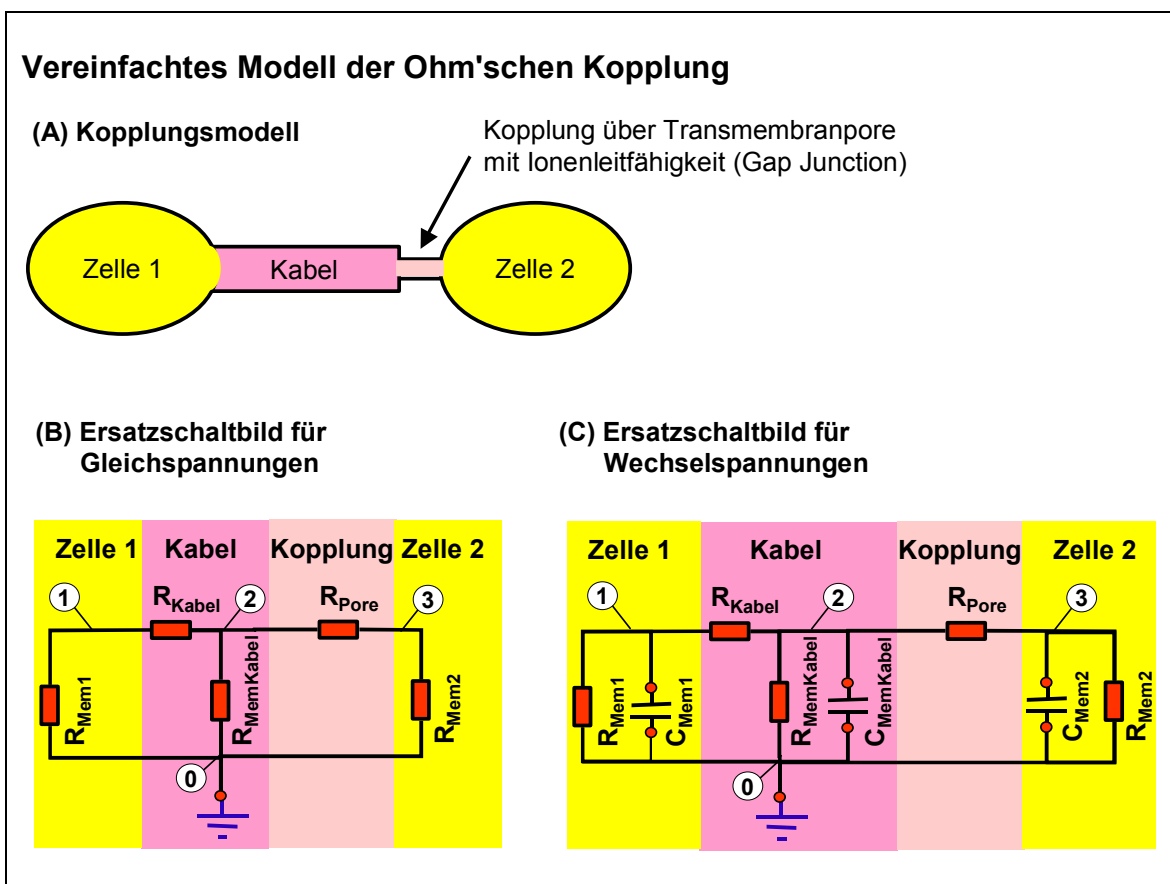 Vereinfachtes Modell der Ohm'schen Kopplung
(A) Kopplungsmodell
Kopplung über Transmembranpore
mit Ionenleitfähigkeit (Gap Junction)
Zelle 1
Kabel
Zelle 2
(B) Ersatzschaltbild für
Gleichspannungen
(C) Ersatzschaltbild für
Wechselspannungen
Zelle 1 Kabel Kopplung Zelle 2
1
RKabel
2
RPore
3
RMem1
RMemKabel
RMem2
0
Zelle 1 Kabel Kopplung Zelle 2
1
RKabel
2
RPore
3
RMem1
CMem1
RMemKabel
CMemKabel
CMem2
RMem2
0